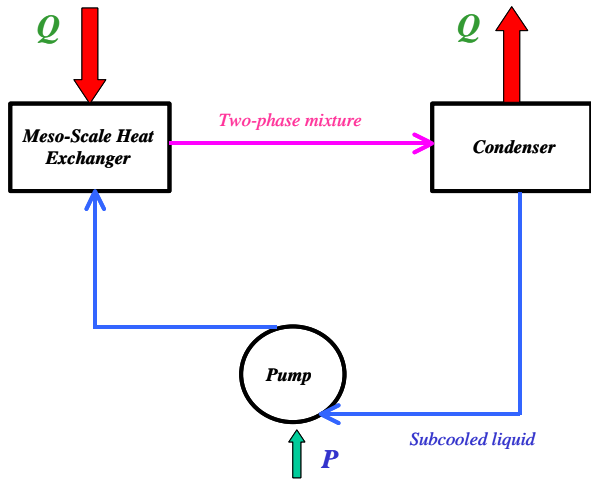 Q
Q
Two-phase mixture
Meso-Scale Heat
Exchanger
Condenser
Pump
Subcooled liquid
P